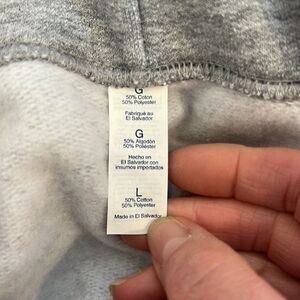 G
50% Coton
50% Polyester
Fabriqué au
El Salvador
G
50% Algodón
50% Poliéster
Hecho en
El Salvador con
insumos importados
L
50% Cotton
50% Polyester
Made in El Salvador